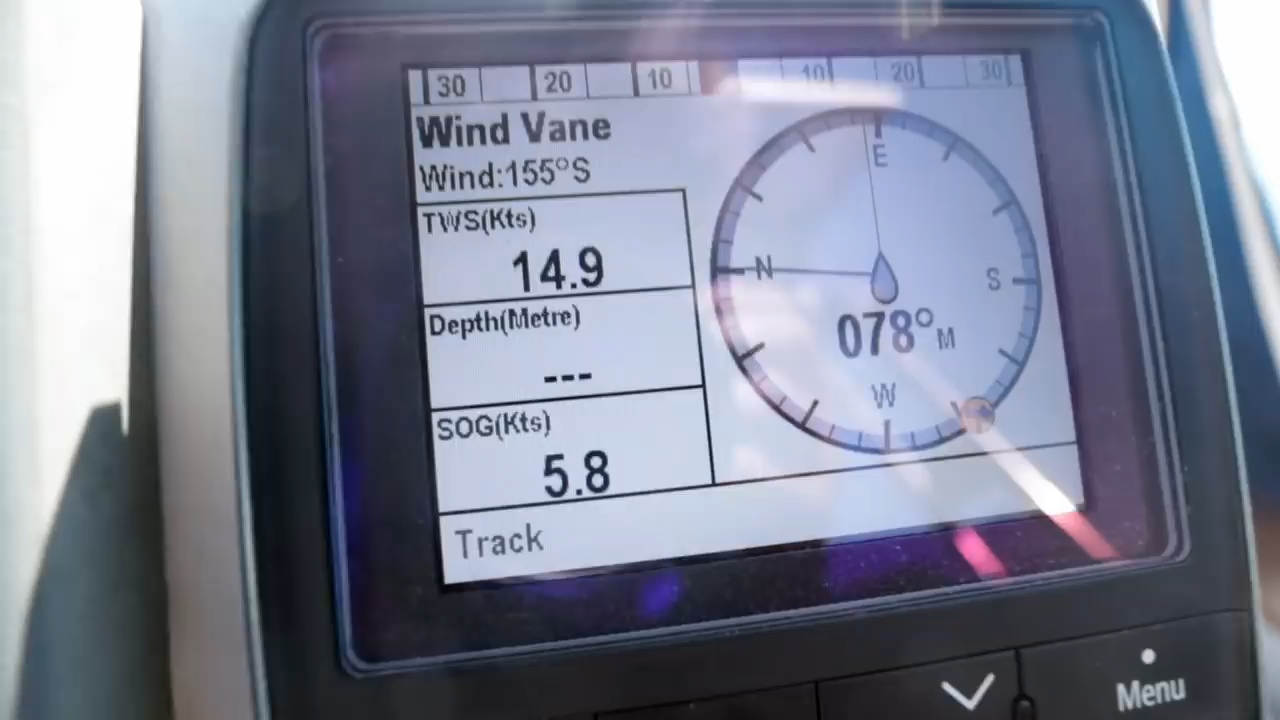 30 20 10 10 20 30
Wind Vane
Wind:155°S
TWS(Kts)
14.9
Depth(Metre)
---
SOG(Kts)
5.8
Track
E
N
S
078°M
W
Menu